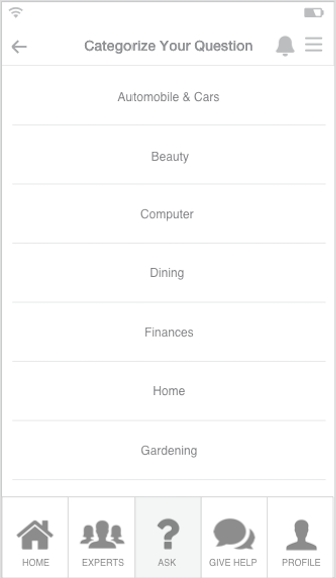 Categorize Your Question
Automobile & Cars
Beauty
Computer
Dining
Finances
Home
Gardening
HOME
EXPERTS
ASK
GIVE HELP
PROFILE